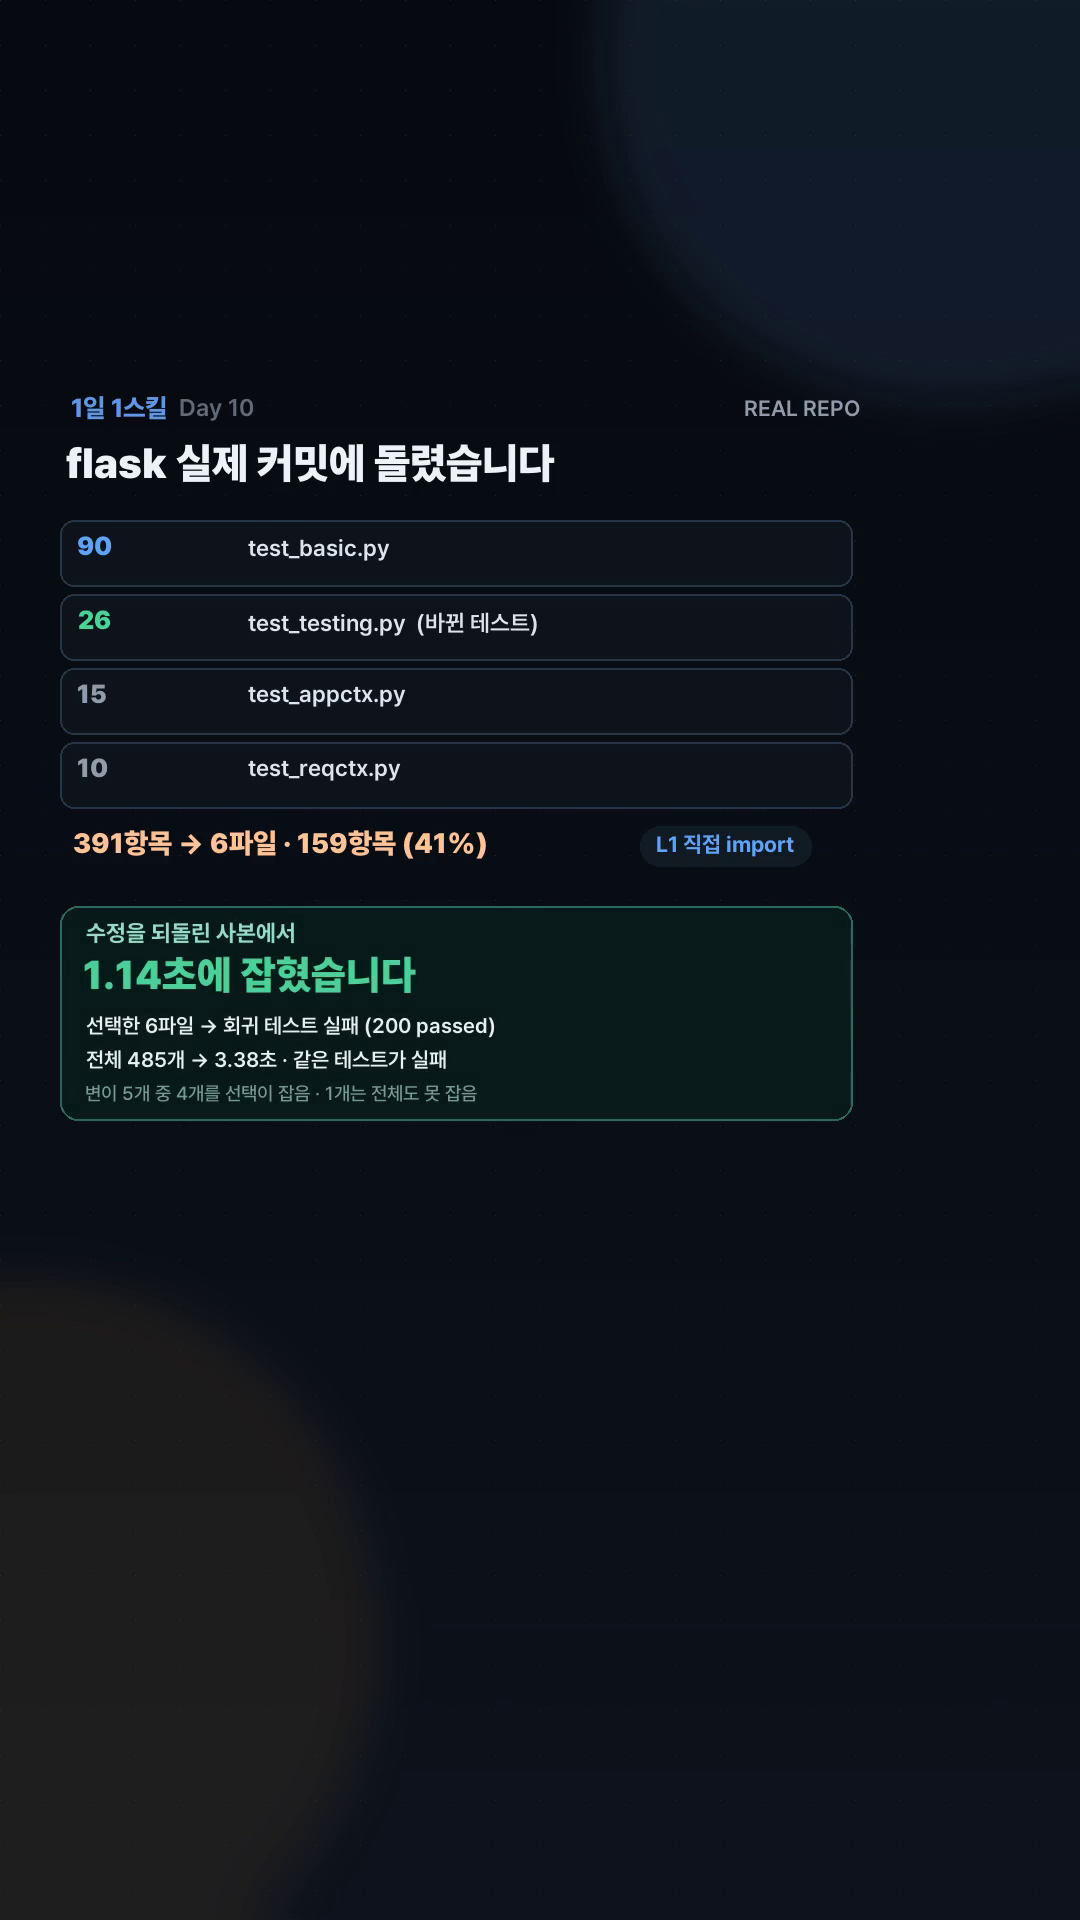 1일 1스킬 Day 10 REAL REPO
flask 실제 커밋에 돌렸습니다
90 test_basic.py
26 test_testing.py (바뀐 테스트)
15 test_appctx.py
10 test_reqctx.py
391항목 → 6파일 · 159항목 (41%) L1 직접 import
수정을 되돌린 사본에서
1.14초에 잡혔습니다
선택한 6파일 → 회귀 테스트 실패 (200 passed)
전체 485개 → 3.38초 · 같은 테스트가 실패
변이 5개 중 4개를 선택이 잡음 · 1개는 전체도 못 잡음